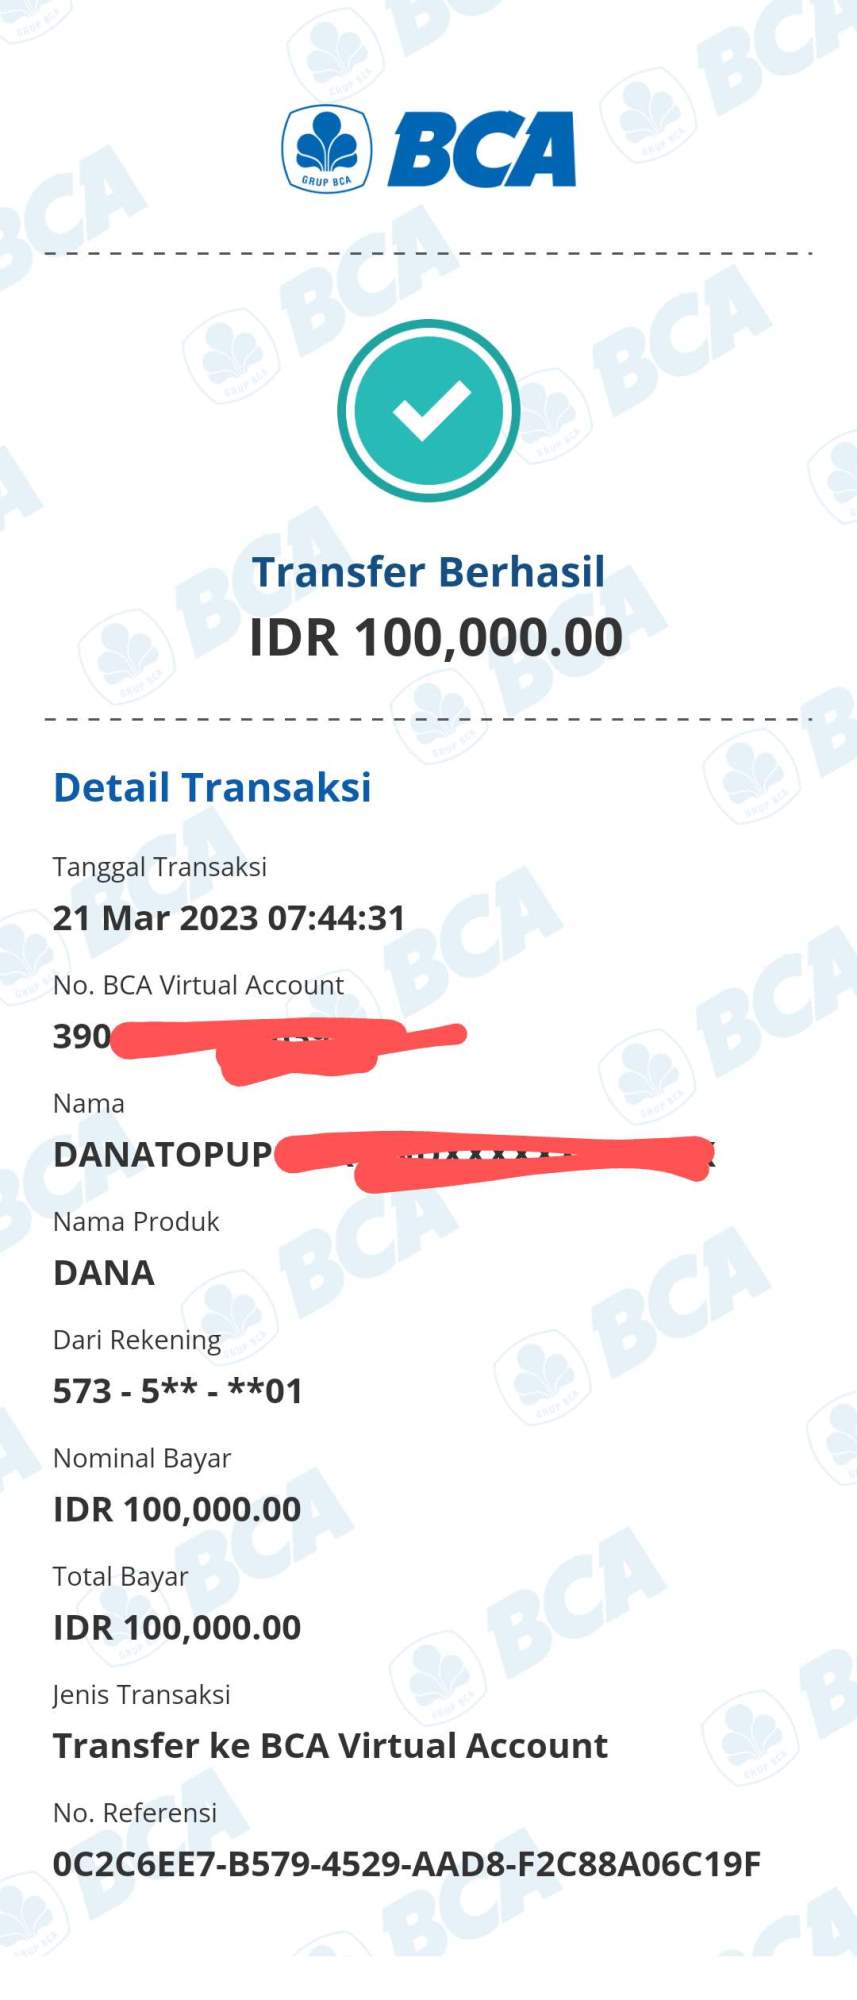 GRUP BCA
BCA
Transfer Berhasil
IDR 100,000.00
Detail Transaksi
Tanggal Transaksi
21 Mar 2023 07:44:31
No. BCA Virtual Account
390
Nama
DANATOPUP
Nama Produk
DANA
Dari Rekening
573 - 5** - **01
Nominal Bayar
IDR 100,000.00
Total Bayar
IDR 100,000.00
Jenis Transaksi
Transfer ke BCA Virtual Account
No. Referensi
0C2C6EE7-B579-4529-AAD8-F2C88A06C19F